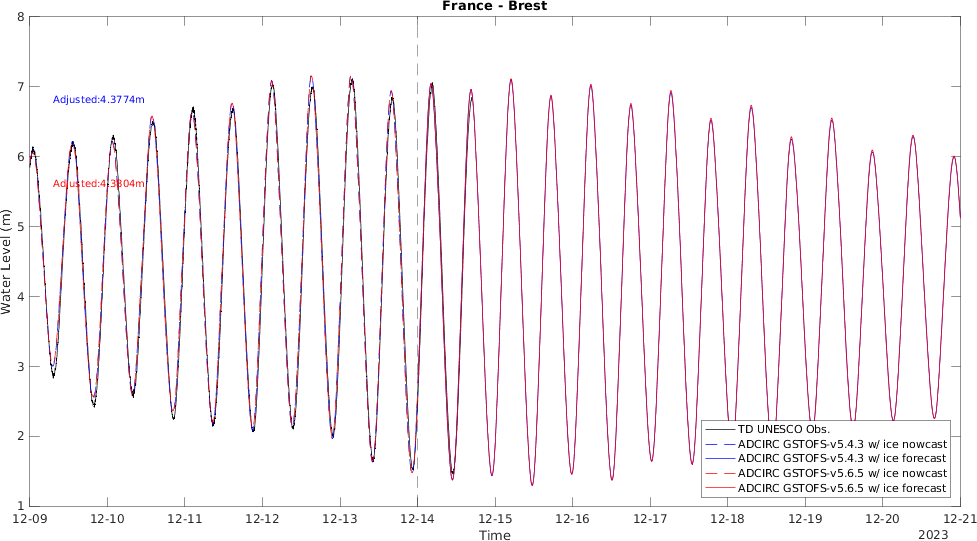 France - Brest
8
7
6
5
4
3
2
1
Water Level (m)
Adjusted:4.3774m
Adjusted:4.3304m
TD UNESCO Obs.
ADCIRC GSTOFS-v5.4.3 w/ ice nowcast
ADCIRC GSTOFS-v5.4.3 w/ ice forecast
ADCIRC GSTOFS-v5.6.5 w/ ice nowcast
ADCIRC GSTOFS-v5.6.5 w/ ice forecast
12-09 12-10 12-11 12-12 12-13 12-14 12-15 12-16 12-17 12-18 12-19 12-20 12-21
Time
2023